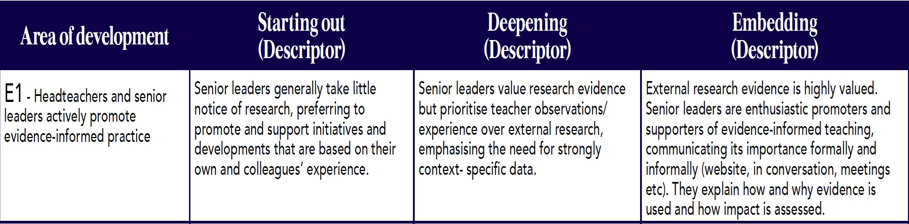 Area of development
Starting out
(Descriptor)
Deepening
(Descriptor)
Embedding
(Descriptor)
E1 - Headteachers and senior
leaders actively promote
evidence-informed practice
Senior leaders generally take little
notice of research, preferring to
promote and support initiatives and
developments that are based on their
own and colleagues’ experience.
Senior leaders value research evidence
but prioritise teacher observations/
experience over external research,
emphasising the need for strongly
context- specific data.
External research evidence is highly valued.
Senior leaders are enthusiastic promoters and
supporters of evidence-informed teaching,
communicating its importance formally and
informally (website, in conversation, meetings
etc). They explain how and why evidence is
used and how impact is assessed.